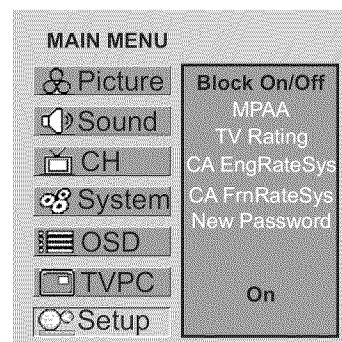 MAIN MENU
Picture
Sound
CH
System
OSD
TVPC
Setup
Block On/Off
MPAA
TV Rating
CA EngRateSys
CA FrnRateSys
New Password
On